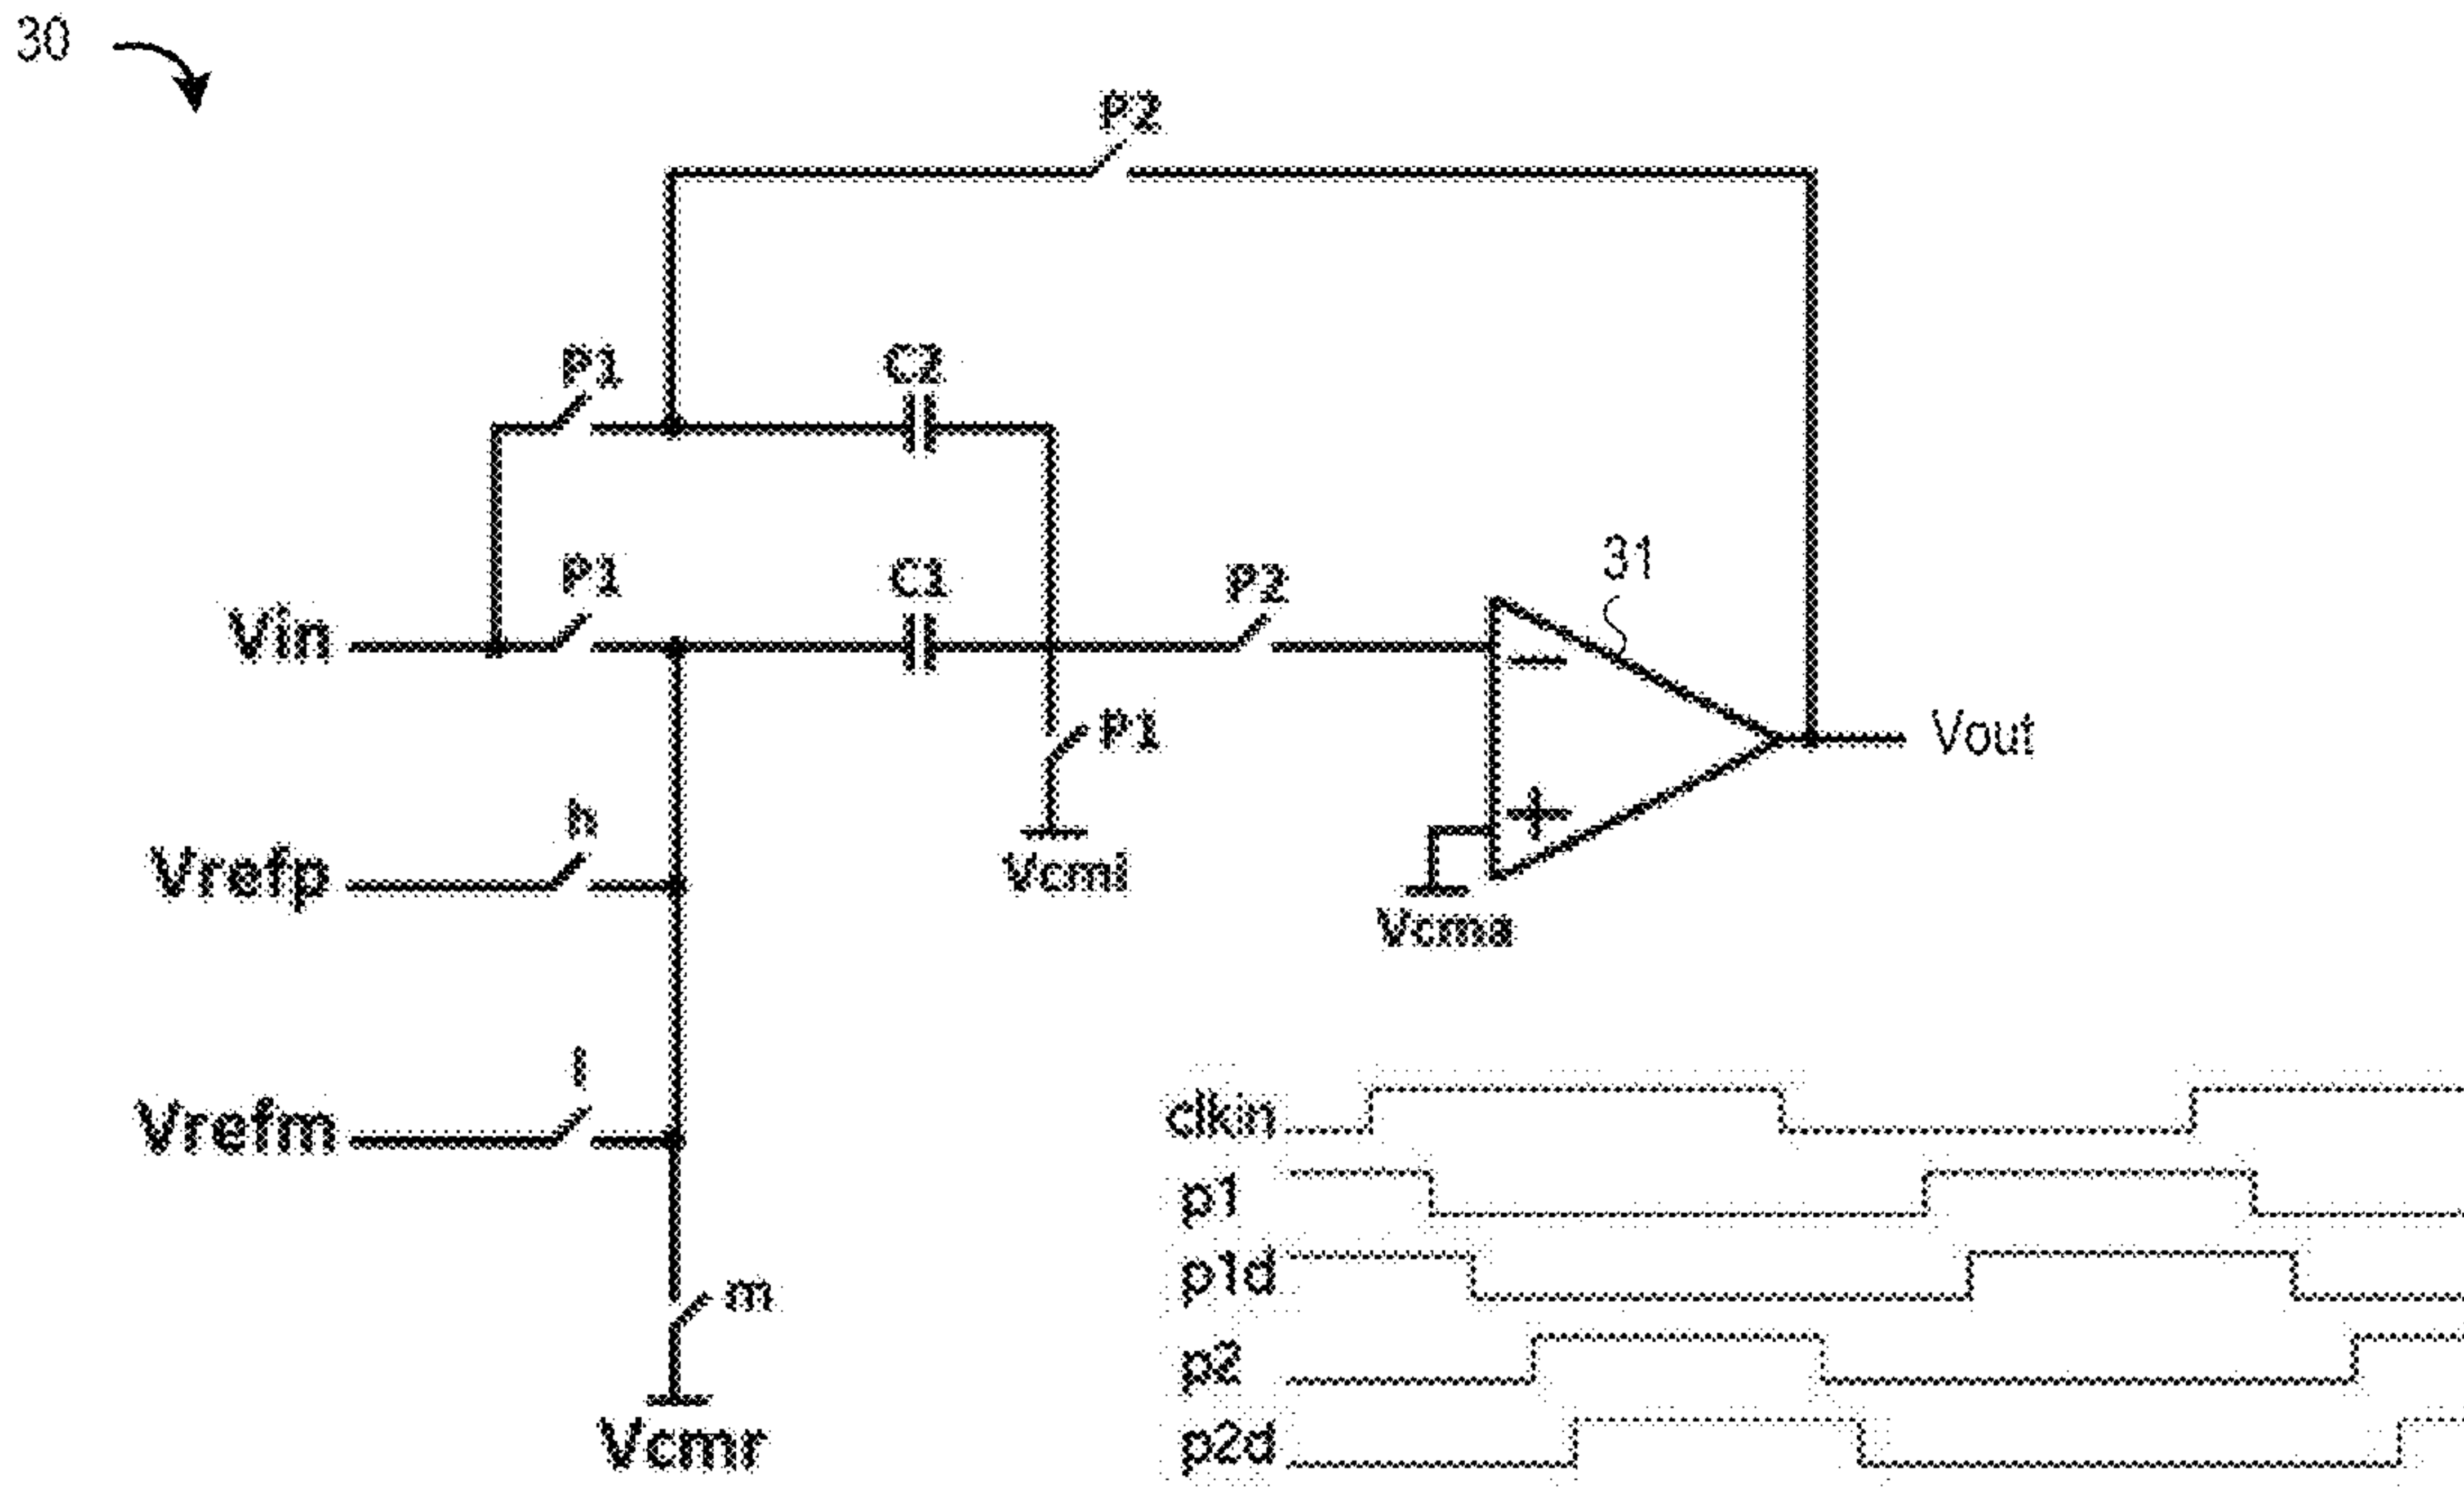 30
P2
P1
C2
P1
C1
P2
31
Vin
P1
Vout
h
Vrefp
Vcmi
Vcma
l
Vrefm
clkin
p1
p1d
m
p2
Vcmr
p2d